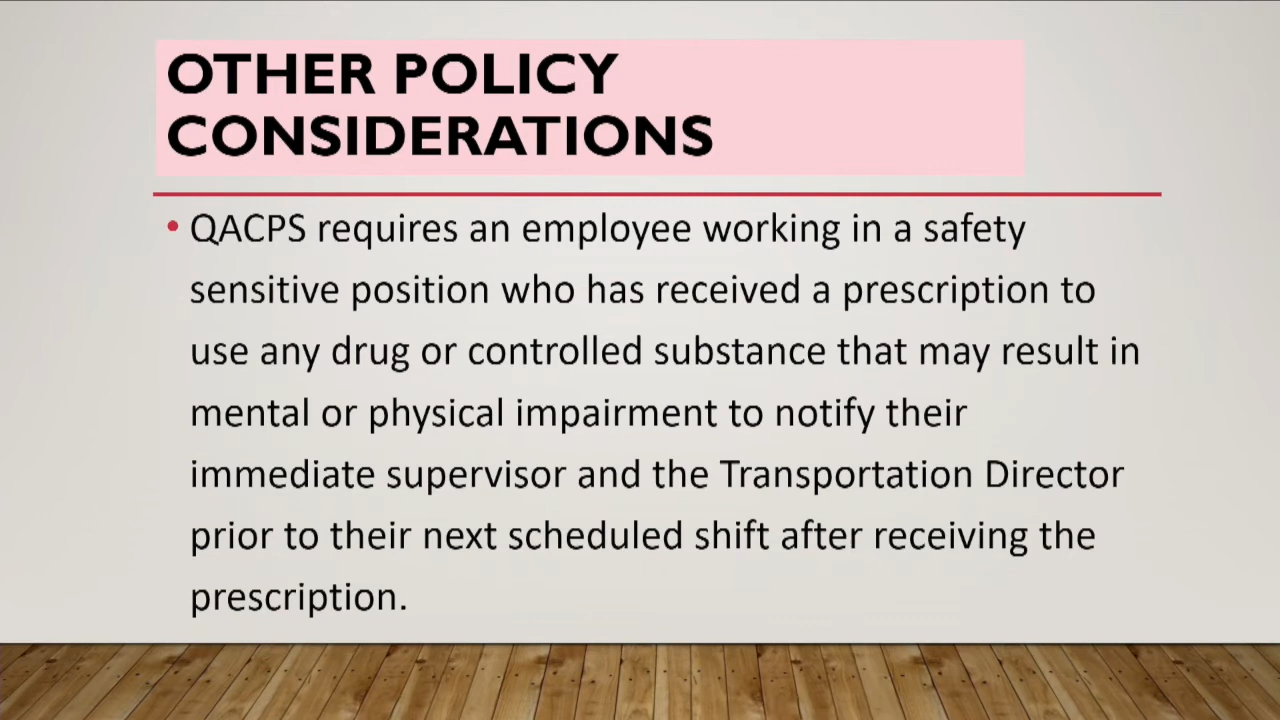 OTHER POLICY
CONSIDERATIONS
• QACPS requires an employee working in a safety
sensitive position who has received a prescription to
use any drug or controlled substance that may result in
mental or physical impairment to notify their
immediate supervisor and the Transportation Director
prior to their next scheduled shift after receiving the
prescription.